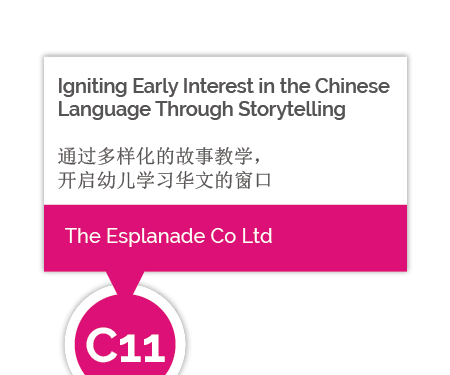 Igniting Early Interest in the Chinese
Language Through Storytelling
通过多样化的故事教学，
开启幼儿学习华文的窗口
The Esplanade Co Ltd
C11